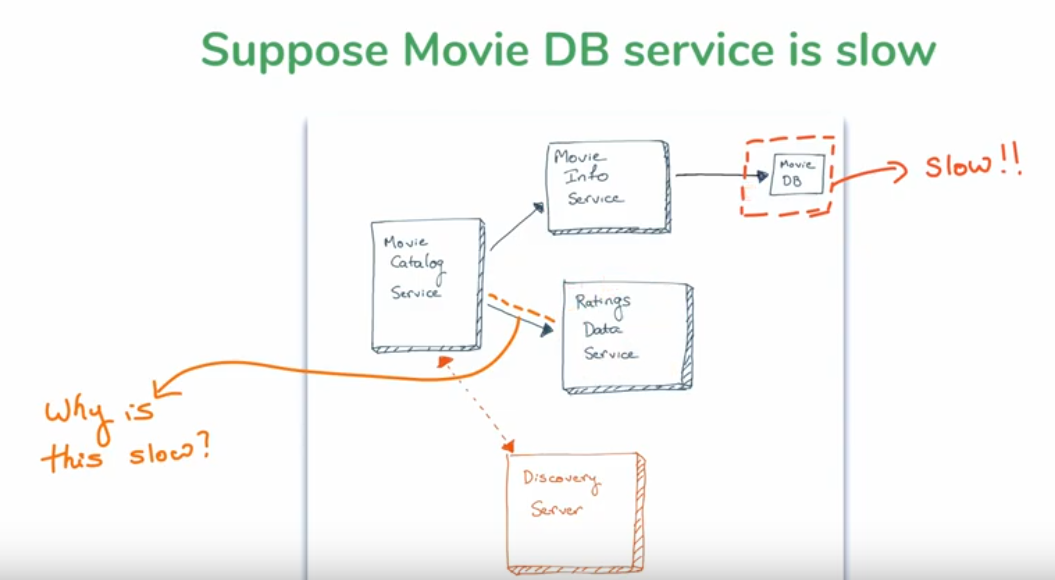 Suppose Movie DB service is slow
Movie
Info
Service
Movie
DB
Slow!!
Movie
Catalog
Service
Ratings
Data
Service
Why is
this slow?
Discovery
Server